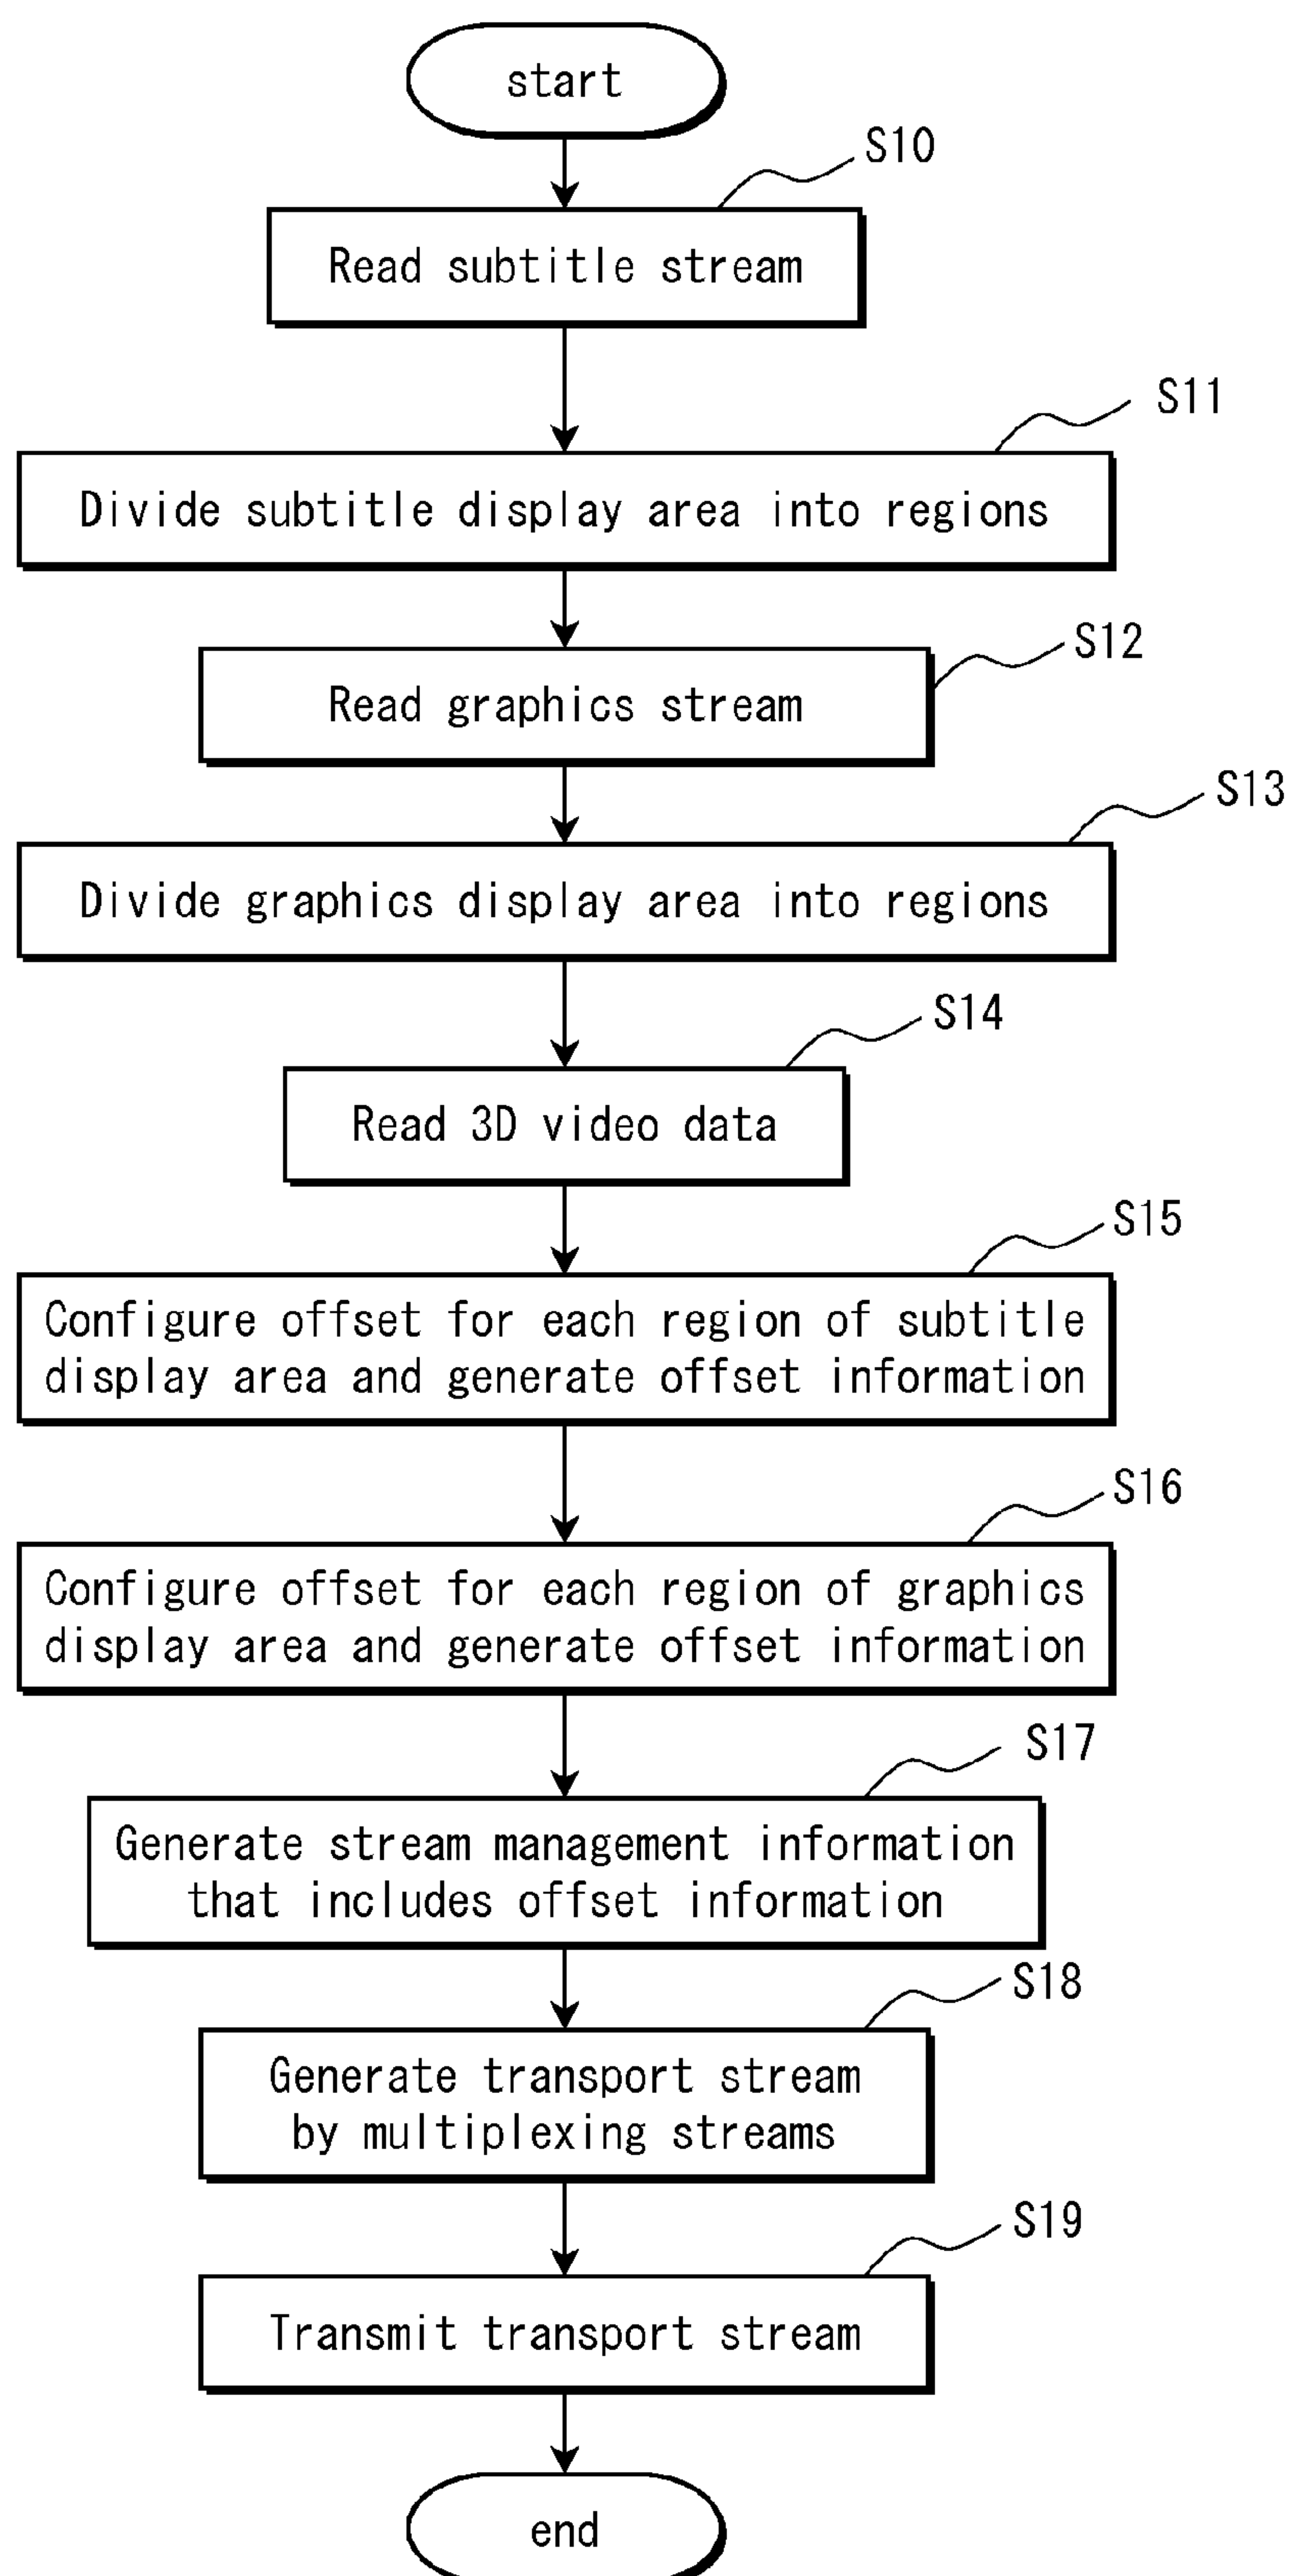 start
S10
Read subtitle stream
S11
Divide subtitle display area into regions
S12
Read graphics stream
S13
Divide graphics display area into regions
S14
Read 3D video data
S15
Configure offset for each region of subtitle
display area and generate offset information
S16
Configure offset for each region of graphics
display area and generate offset information
S17
Generate stream management information
that includes offset information
S18
Generate transport stream
by multiplexing streams
S19
Transmit transport stream
end